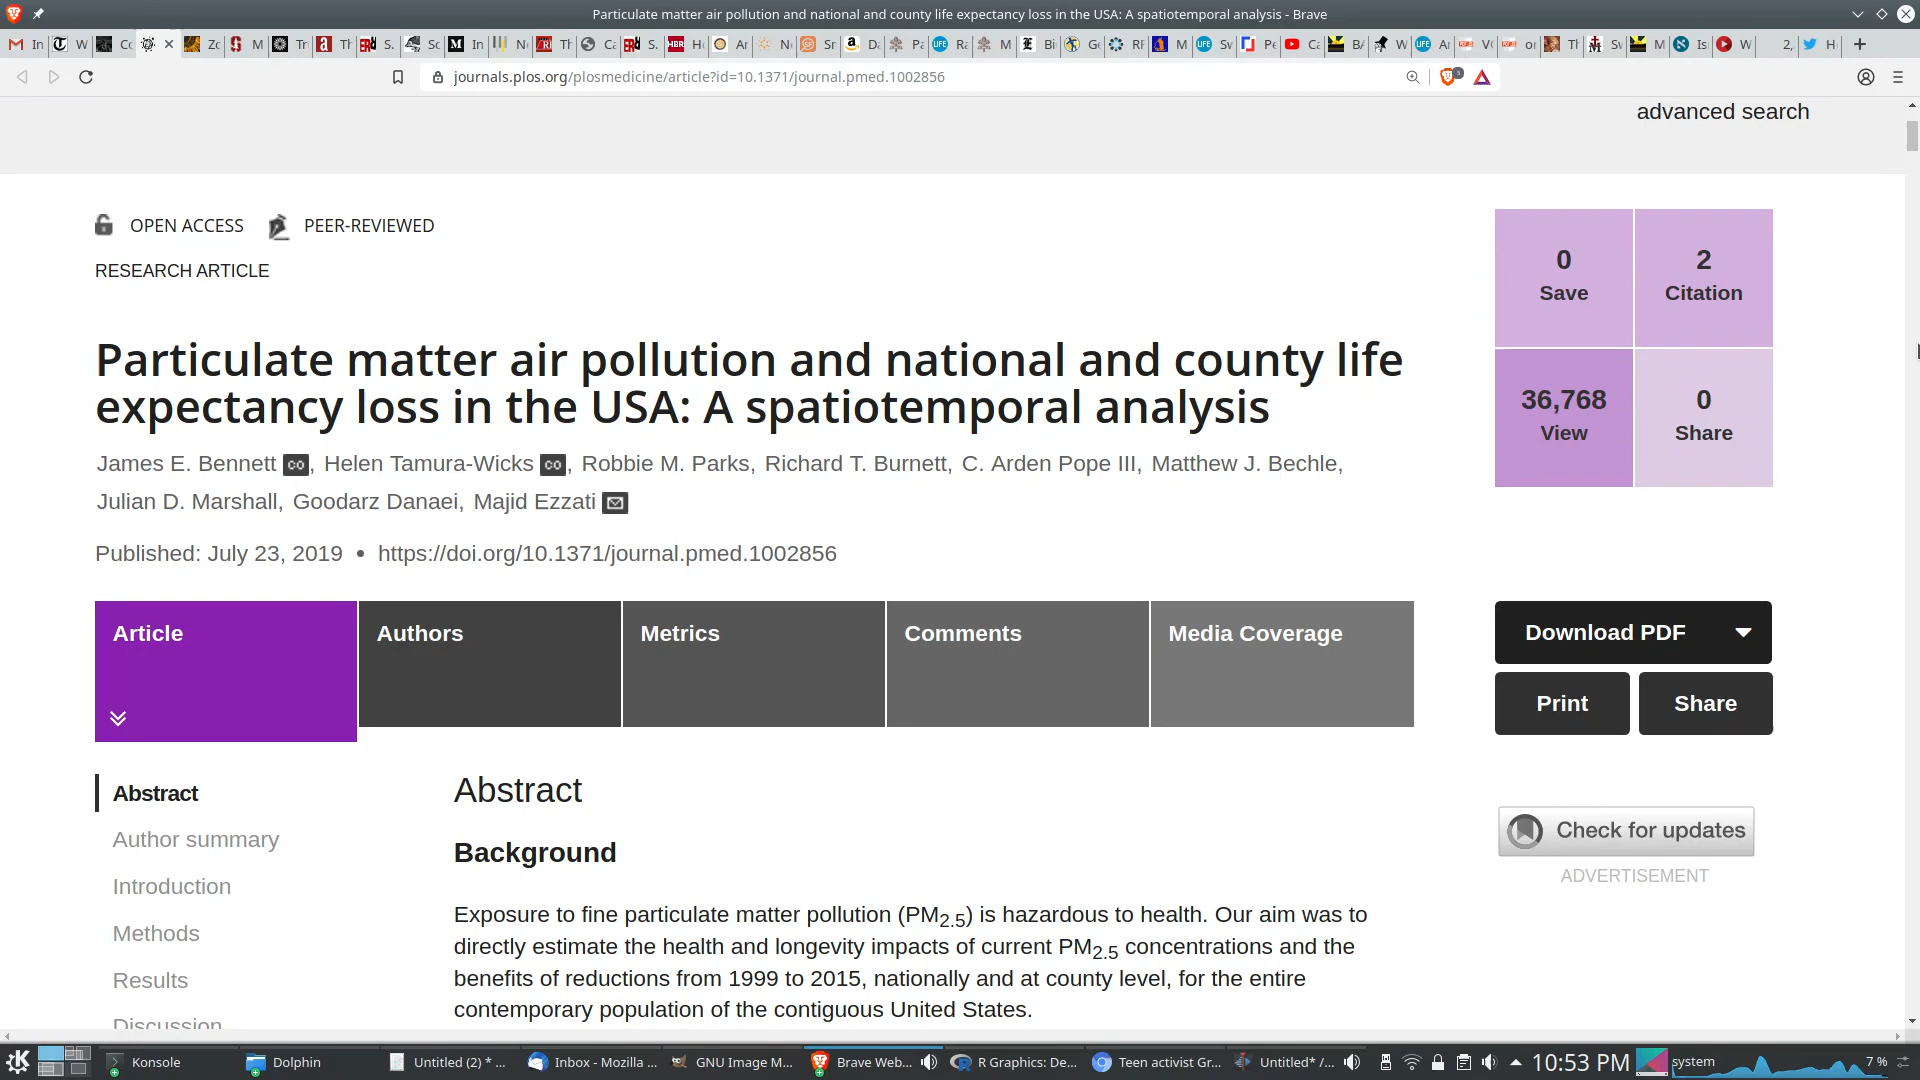 Particulate matter air pollution and national and county life expectancy loss in the USA: A spatiotemporal analysis - Brave
journals.plos.org/plosmedicine/article?id=10.1371/journal.pmed.1002856
advanced search
OPEN ACCESS PEER-REVIEWED
RESEARCH ARTICLE
Particulate matter air pollution and national and county life
expectancy loss in the USA: A spatiotemporal analysis
James E. Bennett, Helen Tamura-Wicks, Robbie M. Parks, Richard T. Burnett, C. Arden Pope III, Matthew J. Bechle,
Julian D. Marshall, Goodarz Danaei, Majid Ezzati
Published: July 23, 2019 • https://doi.org/10.1371/journal.pmed.1002856
0
Save
2
Citation
36,768
View
0
Share
Article
Authors
Metrics
Comments
Media Coverage
Download PDF
Print
Share
Check for updates
ADVERTISEMENT
Abstract
Author summary
Introduction
Methods
Results
Discussion
Abstract
Background
Exposure to fine particulate matter pollution (PM2.5) is hazardous to health. Our aim was to
directly estimate the health and longevity impacts of current PM2.5 concentrations and the
benefits of reductions from 1999 to 2015, nationally and at county level, for the entire
contemporary population of the contiguous United States.
Konsole
Dolphin
Untitled (2) * ...
Inbox - Mozilla ...
GNU Image M...
Brave Web...
R Graphics: De...
Teen activist Gr...
Untitled* /...
10:53 PM
system
7 %